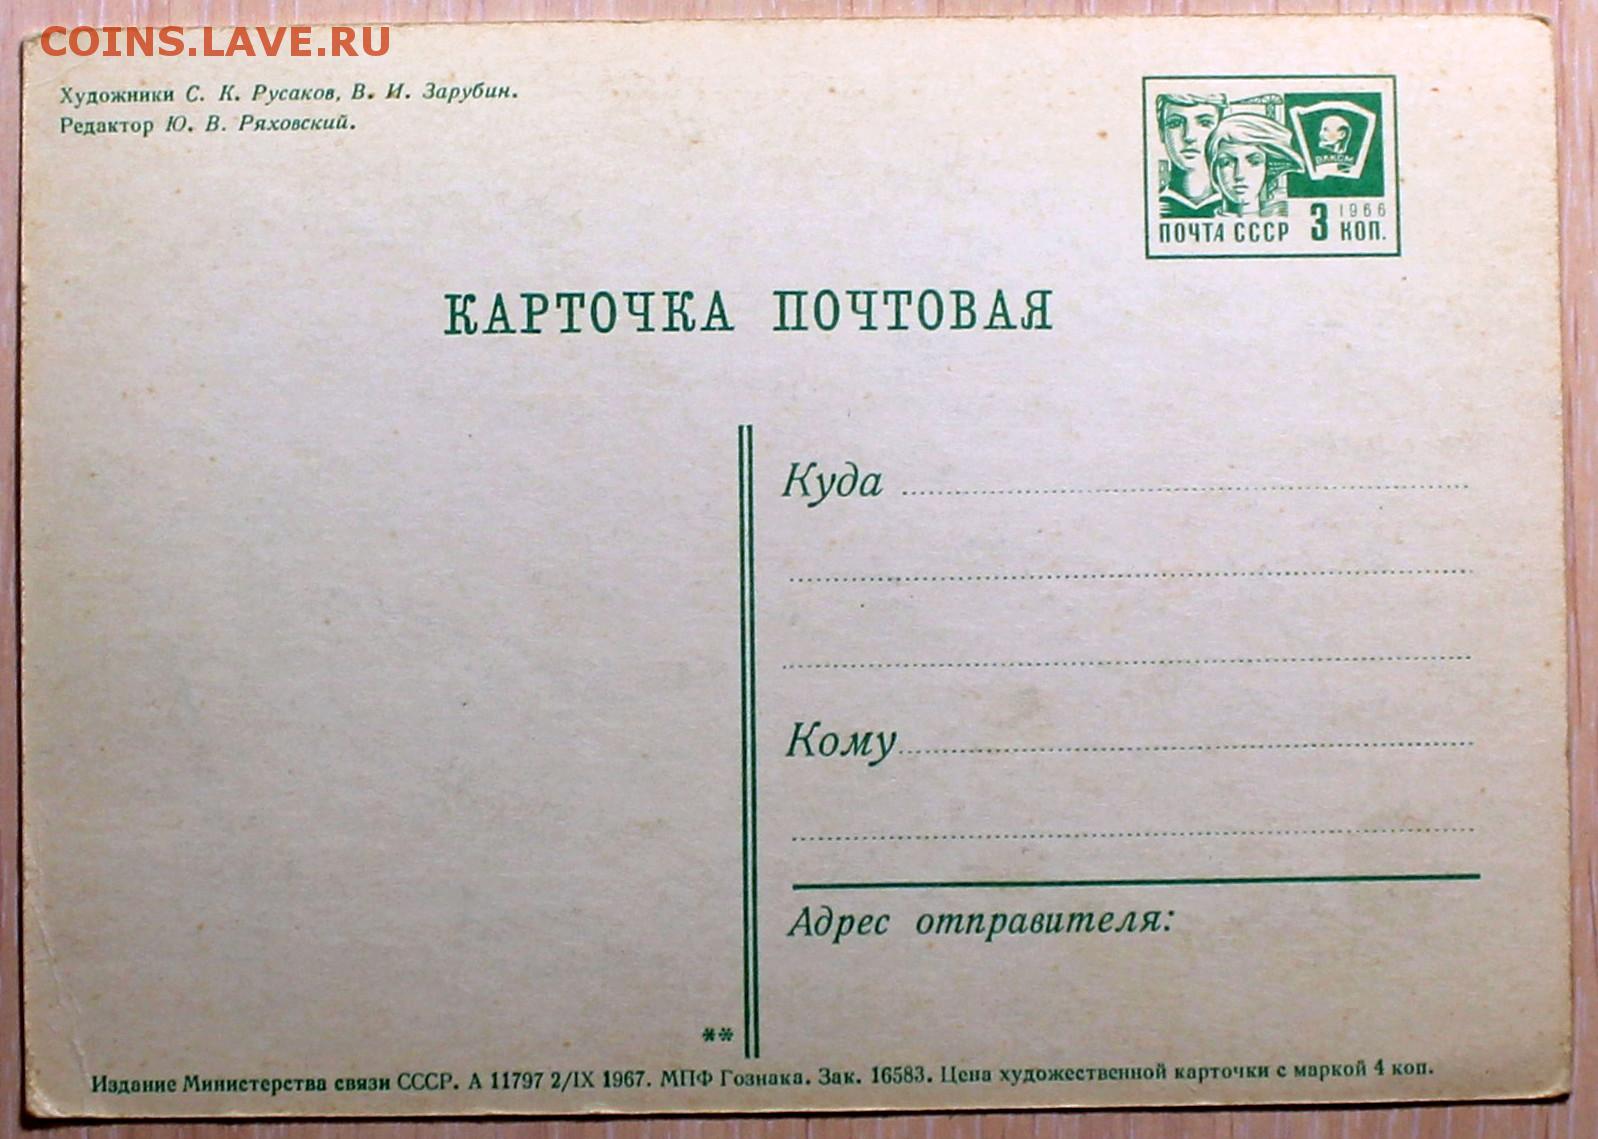 COINS.LAVE.RU
Художники С. К. Русаков, В. И. Зарубин.
Редактор Ю. В. Ряховский.
ВЛКСМ
1966
ПОЧТА СССР 3 КОП.
КАРТОЧКА ПОЧТОВАЯ
Куда
Кому
Адрес отправителя:
**
Издание Министерства связи СССР. А 11797 2/IX 1967. МПФ Гознака. Зак. 16583. Цена художественной карточки с маркой 4 коп.